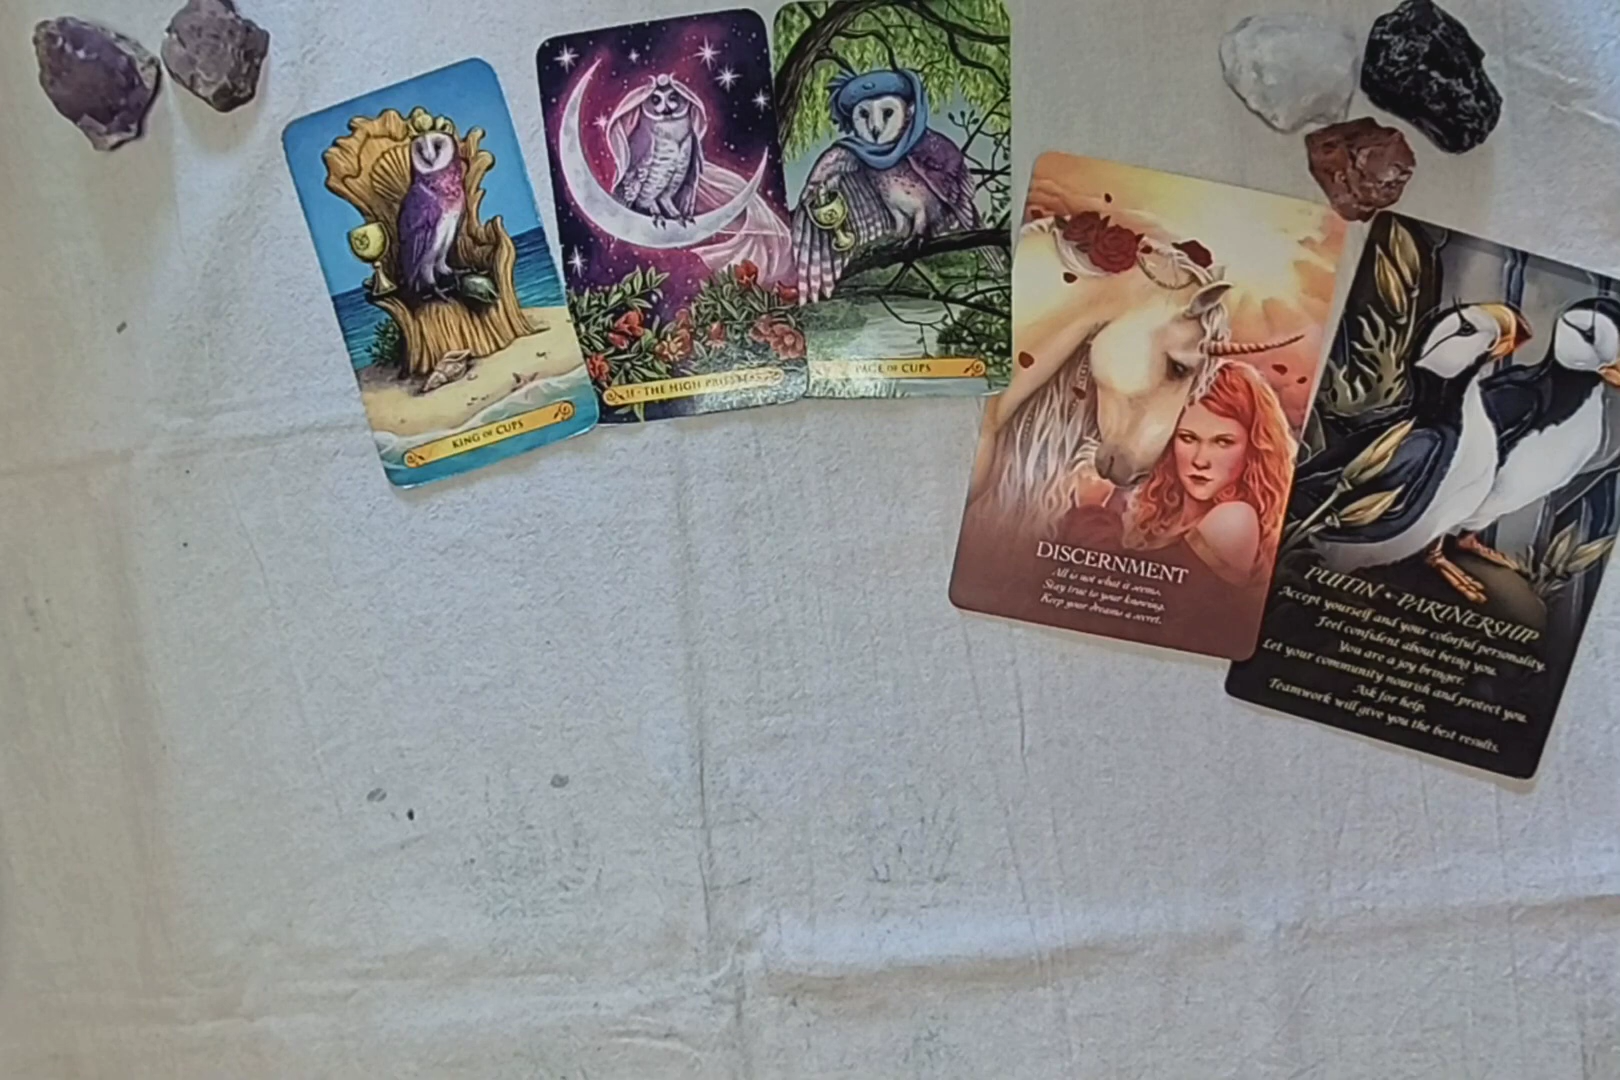 KING OF CUPS
II · THE HIGH PRIESTESS
PAGE OF CUPS
DISCERNMENT
All is not what it seems.
Stay true to your knowing.
Keep your dreams a secret.
PUFFIN • PARTNERSHIP
Accept yourself and your colorful personality.
Feel confident about being you.
You are a joy bringer.
Let your community nourish and protect you.
Ask for help.
Teamwork will give you the best results.